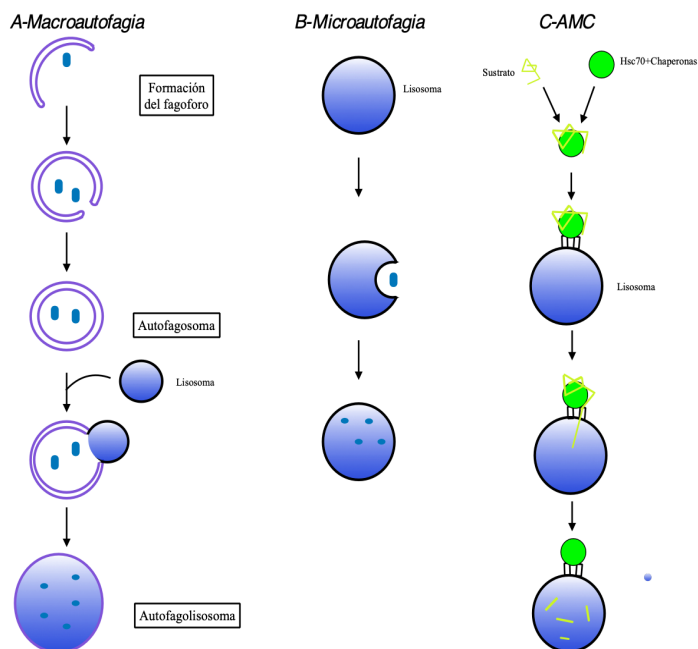 A-Macroautofagia
B-Microautofagia
C-AMC
Formación
del fagoforo
Lisosoma
Sustrato
Hsc70+Chaperonas
Lisosoma
Autofagosoma
Lisosoma
Autofagolisosoma